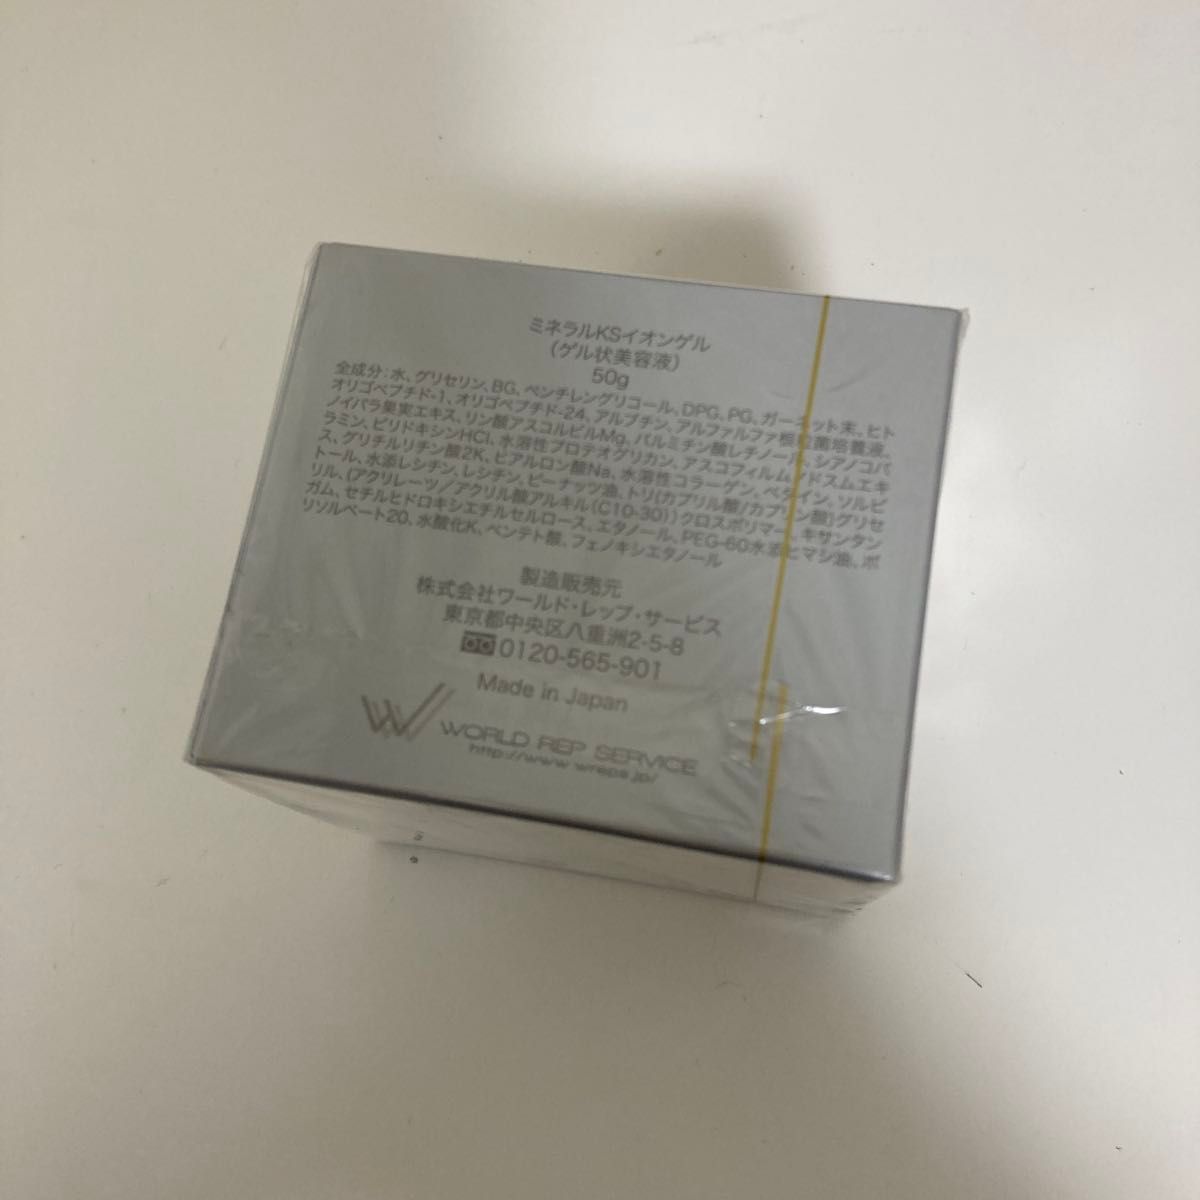 ミネラルKSイオンゲル
(ゲル状美容液)
50g
全成分:水、グリセリン、BG、ペンチレングリコール、DPG、PG、ガーネット末、ヒト
オリゴペプチド-1、オリゴペプチド-24、アルブチン、アルファルファ根 菌培養液、
ノイバラ果実エキス、リン酸アスコルビルMg、パルミチン酸レチノール、シアノコバ
ラミン、ピリドキシンHCl、水溶性プロテオグリカン、アスコフィルムノドスムエキ
ス、グリチルリチン酸2K、ヒアルロン酸Na、水溶性コラーゲン、ベタイン、ソルビ
トール、水添レシチン、レシチン、ピーナッツ油、トリ(カプリル酸/カプリン酸)グリセ
リル、(アクリレーツ/アクリル酸アルキル(C10-30))クロスポリマー、キサンタン
ガム、セチルヒドロキシエチルセルロース、エタノール、PEG-60水添ヒマシ油、ポ
リソルベート20、水酸化K、ペンテト酸、フェノキシエタノール
製造販売元
株式会社ワールド・レップ・サービス
東京都中央区八重洲2-5-8
0120-565-901
Made in Japan
WORLD REP SERVICE
http://www.wreps.jp/